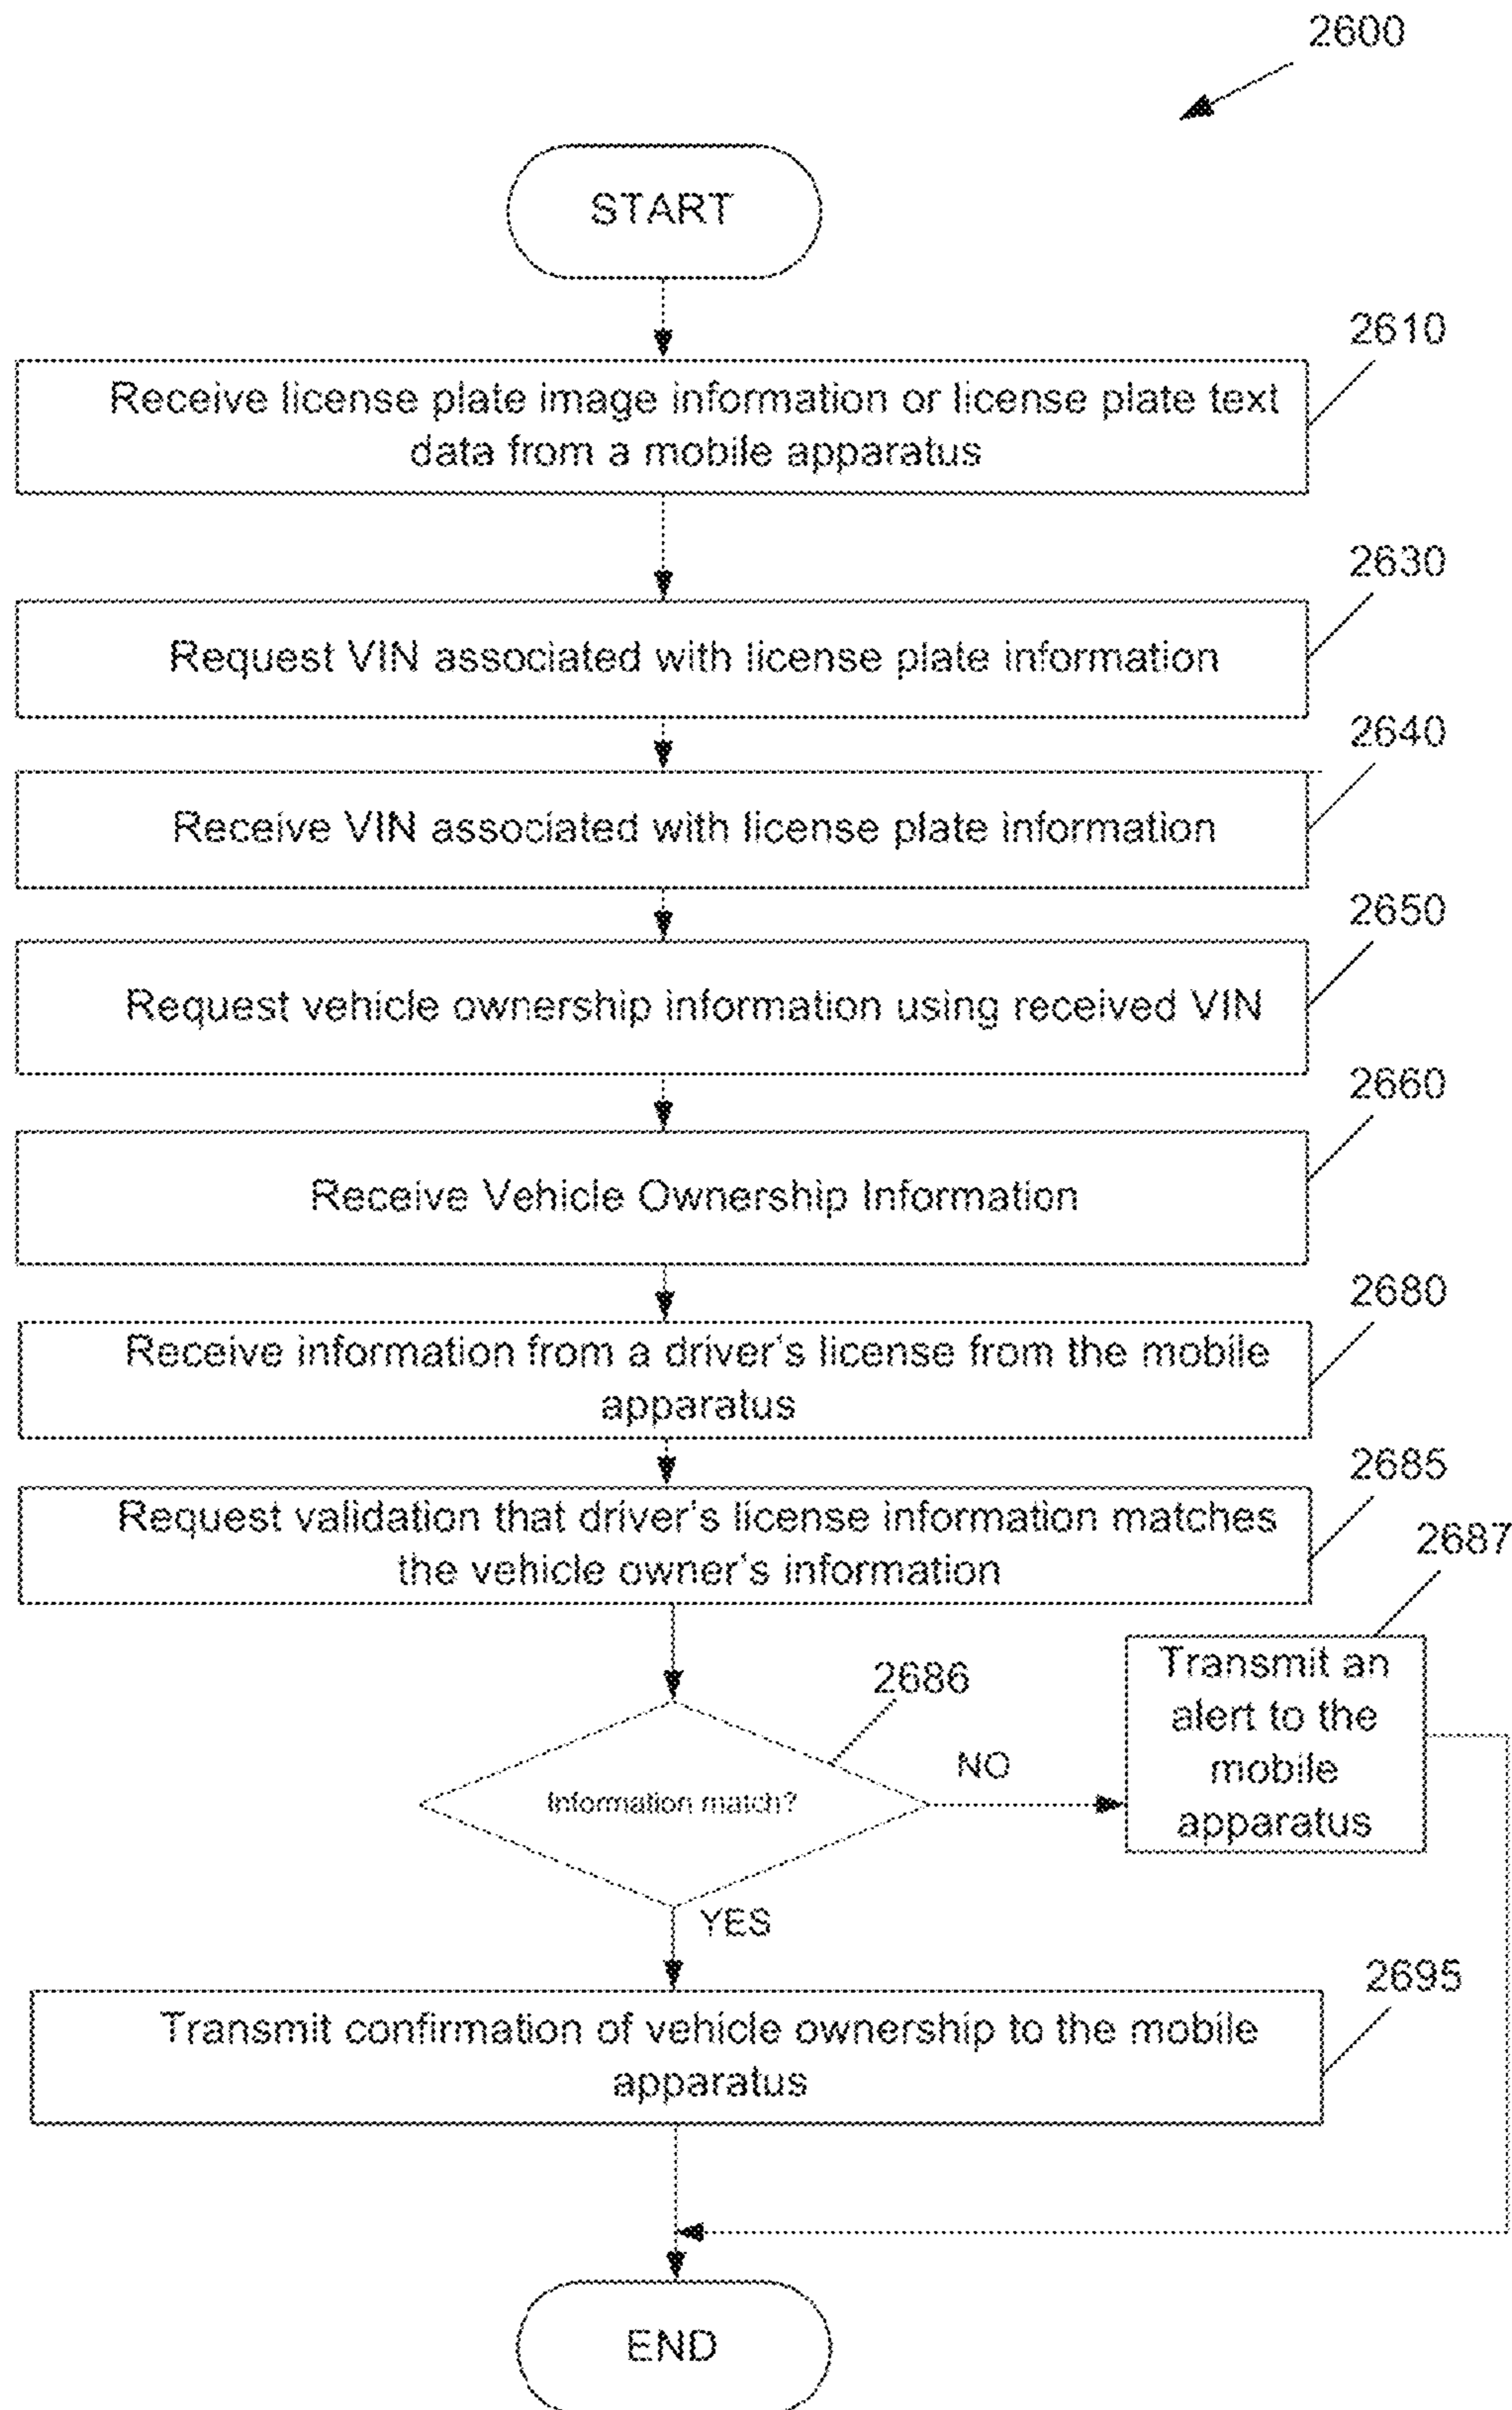 2600
START
2610
Receive license plate image information or license plate text
data from a mobile apparatus
2630
Request VIN associated with license plate information
2640
Receive VIN associated with license plate information
2650
Request vehicle ownership information using received VIN
2660
Receive Vehicle Ownership Information
2680
Receive information from a driver's license from the mobile
apparatus
2685
Request validation that driver's license information matches
the vehicle owner's information
2687
Transmit an
alert to the
mobile
apparatus
2686
Information match?
NO
YES
2695
Transmit confirmation of vehicle ownership to the mobile
apparatus
END